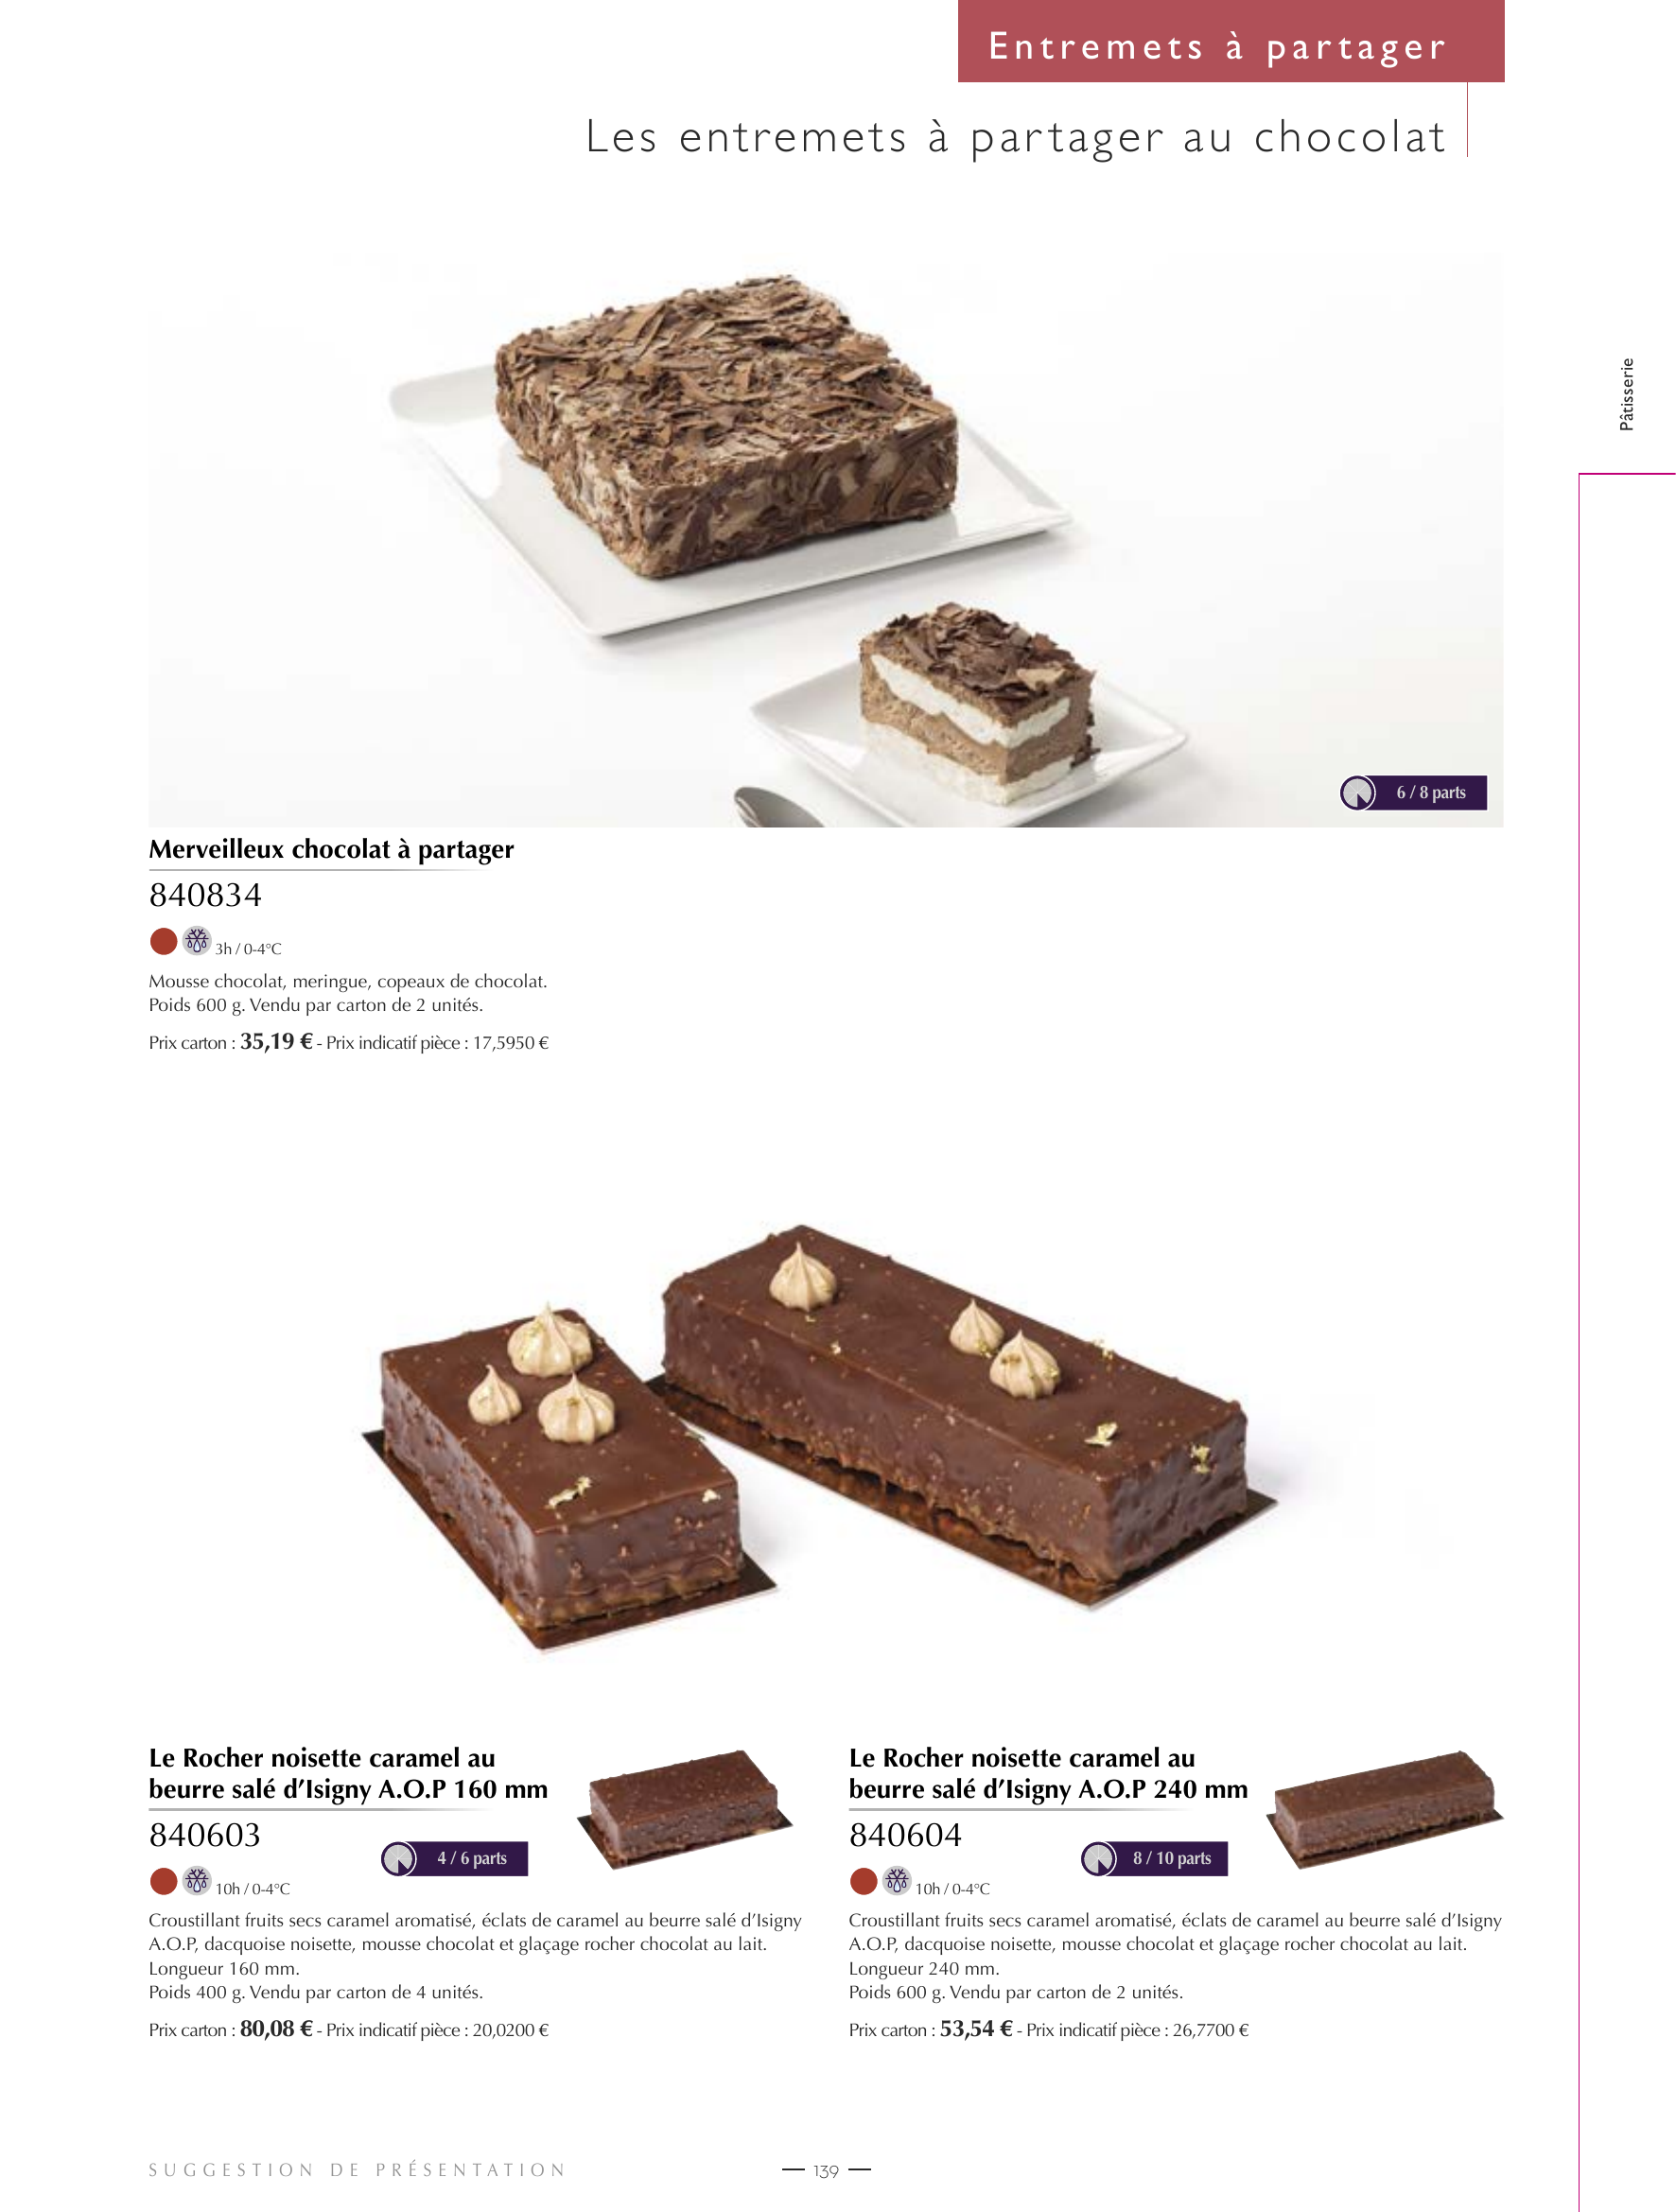 Entremets à partager
Les entremets à partager au chocolat
Pâtisserie
6 / 8 parts
Merveilleux chocolat à partager
840834
3h / 0-4°C
Mousse chocolat, meringue, copeaux de chocolat.
Poids 600 g. Vendu par carton de 2 unités.
Prix carton : 35,19 € - Prix indicatif pièce : 17,5950 €
Le Rocher noisette caramel au
beurre salé d’Isigny A.O.P 160 mm
840603
4 / 6 parts
10h / 0-4°C
Croustillant fruits secs caramel aromatisé, éclats de caramel au beurre salé d’Isigny
A.O.P, dacquoise noisette, mousse chocolat et glaçage rocher chocolat au lait.
Longueur 160 mm.
Poids 400 g. Vendu par carton de 4 unités.
Prix carton : 80,08 € - Prix indicatif pièce : 20,0200 €
Le Rocher noisette caramel au
beurre salé d’Isigny A.O.P 240 mm
840604
8 / 10 parts
10h / 0-4°C
Croustillant fruits secs caramel aromatisé, éclats de caramel au beurre salé d’Isigny
A.O.P, dacquoise noisette, mousse chocolat et glaçage rocher chocolat au lait.
Longueur 240 mm.
Poids 600 g. Vendu par carton de 2 unités.
Prix carton : 53,54 € - Prix indicatif pièce : 26,7700 €
SUGGESTION DE PRÉSENTATION
— 139 —